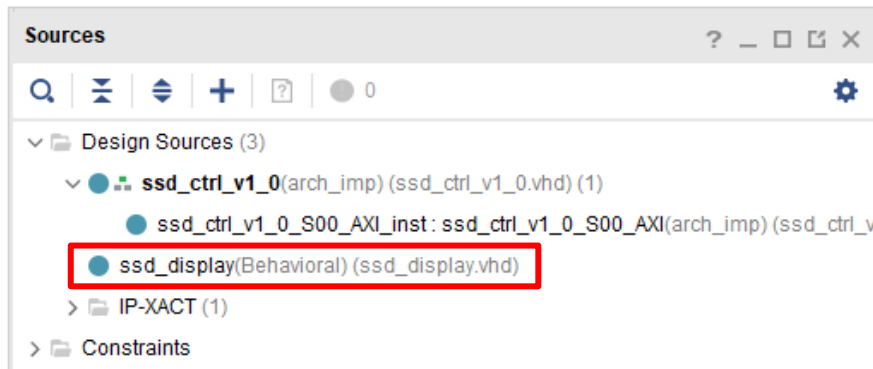 Sources
0
Design Sources (3)
ssd_ctrl_v1_0(arch_imp) (ssd_ctrl_v1_0.vhd) (1)
ssd_ctrl_v1_0_S00_AXI_inst : ssd_ctrl_v1_0_S00_AXI(arch_imp) (ssd_ctrl_v
ssd_display(Behavioral) (ssd_display.vhd)
IP-XACT (1)
Constraints